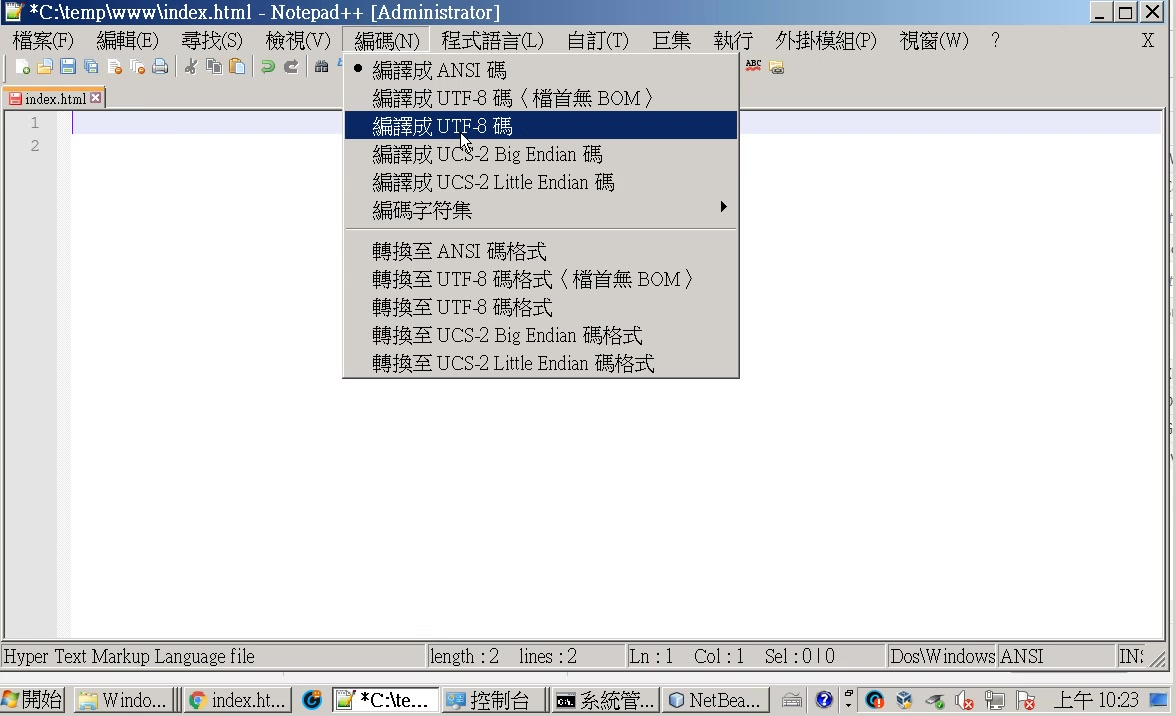 *C:\temp\www\index.html - Notepad++ [Administrator]
檔案(F) 編輯(E) 尋找(S) 檢視(V) 編碼(N) 程式語言(L) 自訂(T) 巨集 執行 外掛模組(P) 視窗(W) ? X
ABC
index.html
1
2
編譯成 ANSI 碼
編譯成 UTF-8 碼〈檔首無 BOM〉
編譯成 UTF-8 碼
編譯成 UCS-2 Big Endian 碼
編譯成 UCS-2 Little Endian 碼
編碼字符集
轉換至 ANSI 碼格式
轉換至 UTF-8 碼格式〈檔首無 BOM〉
轉換至 UTF-8 碼格式
轉換至 UCS-2 Big Endian 碼格式
轉換至 UCS-2 Little Endian 碼格式
Hyper Text Markup Language file length : 2 lines : 2 Ln : 1 Col : 1 Sel : 0 | 0 Dos\Windows ANSI IN
開始 Windo... index.ht... *C:\te... 控制台 系統管... NetBea... 上午 10:23